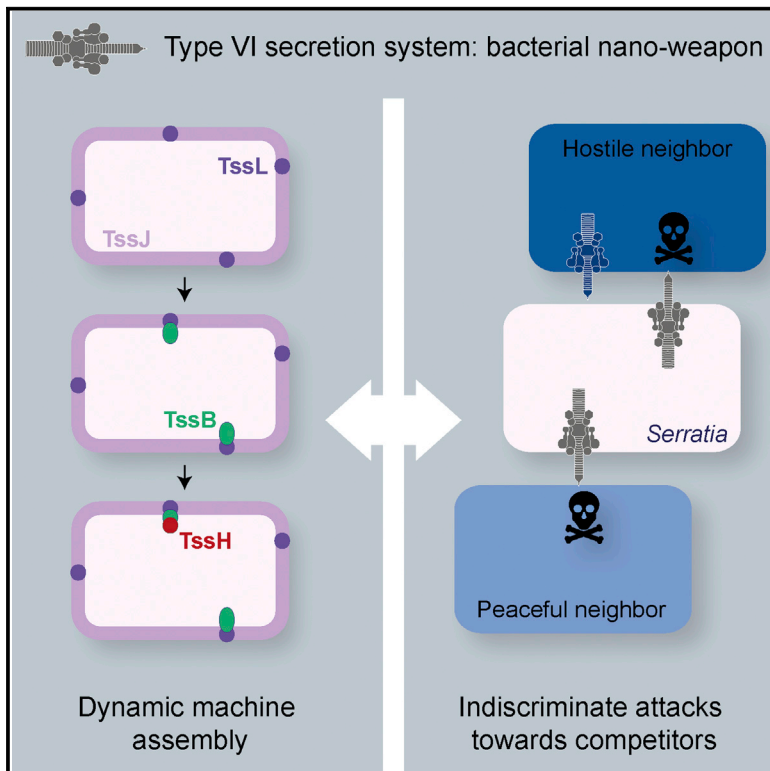 Type VI secretion system: bacterial nano-weapon
TssL
TssJ
TssB
TssH
Dynamic machine
assembly
Hostile neighbor
Serratia
Peaceful neighbor
Indiscriminate attacks
towards competitors